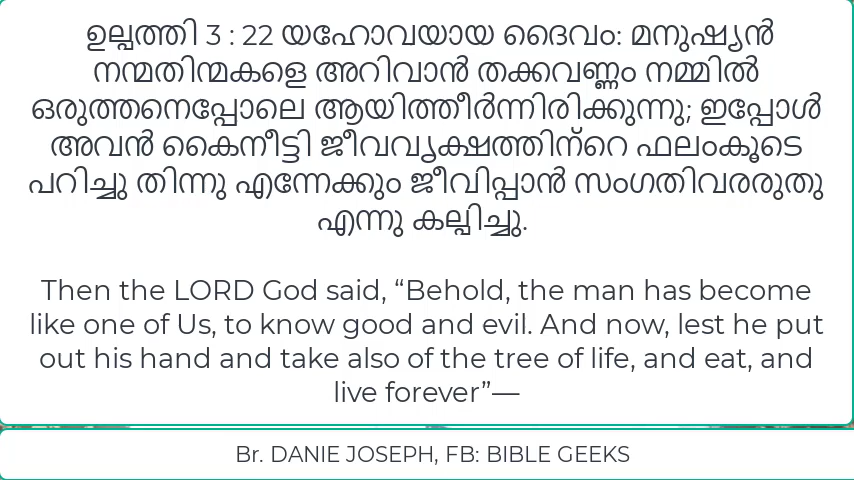 ഉല്പത്തി 3 : 22 യഹോവയായ ദൈവം: മനുഷ്യൻ
നന്മതിന്മകളെ അറിവാൻ തക്കവണ്ണം നമ്മിൽ
ഒരുത്തനെപ്പോലെ ആയിത്തീർന്നിരിക്കുന്നു; ഇപ്പോൾ
അവൻ കൈനീട്ടി ജീവവൃക്ഷത്തിന്റെ ഫലംകൂടെ
പറിച്ചു തിന്നു എന്നേക്കും ജീവിപ്പാൻ സംഗതിവരരുതു
എന്നു കല്പിച്ചു.
Then the LORD God said, “Behold, the man has become
like one of Us, to know good and evil. And now, lest he put
out his hand and take also of the tree of life, and eat, and
live forever”—
Br. DANIE JOSEPH, FB: BIBLE GEEKS